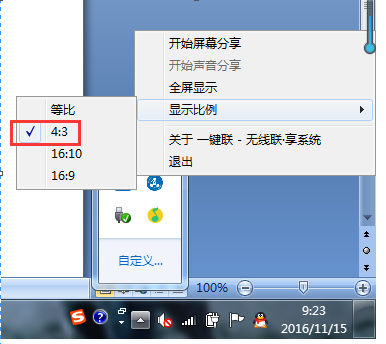 开始屏幕分享
开始声音分享
全屏显示
显示比例
等比
4:3
16:10
16:9
关于 一键联 - 无线联·享系统
退出
自定义...
100%
9:23
2016/11/15